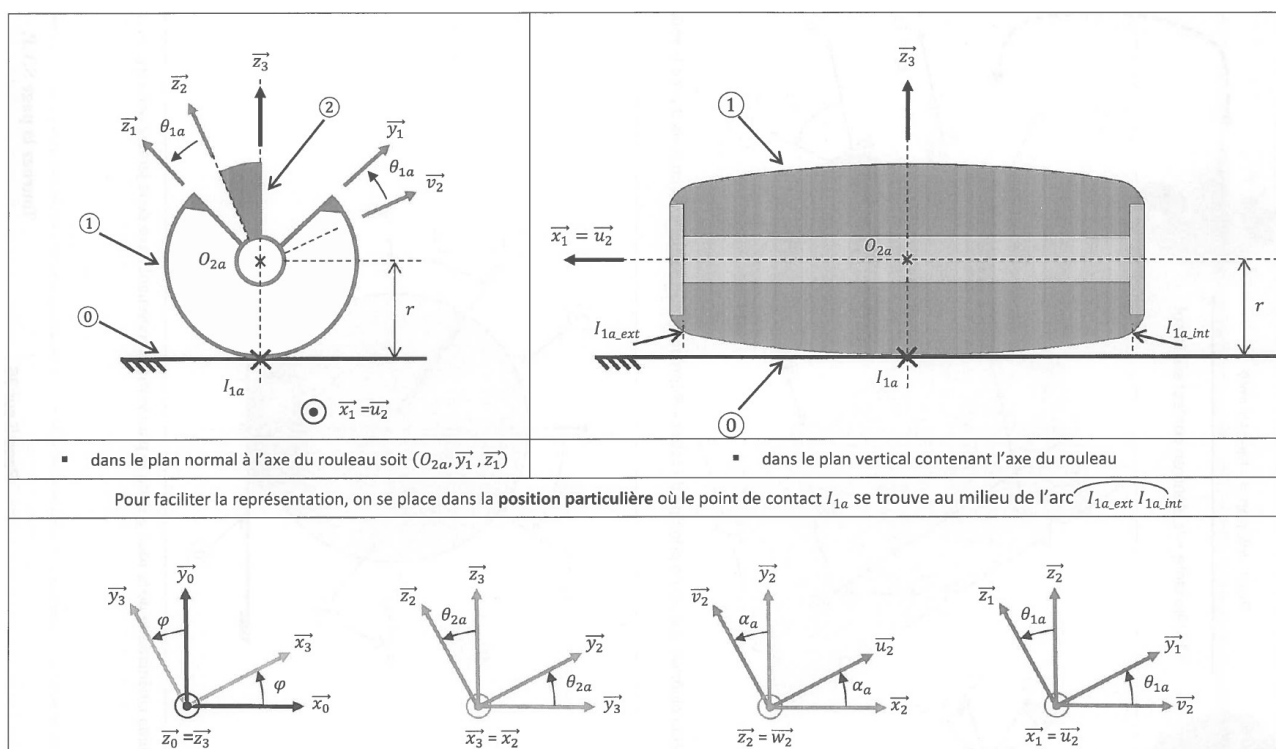 z₃
z₂
②
z₁
θ₁ₐ
y₁
θ₁ₐ
v₂
①
O₂ₐ
r
⓪
I₁ₐ
x₁ = u₂
▪ dans le plan normal à l'axe du rouleau soit (O₂ₐ, y₁, z₁)
z₃
①
x₁ = u₂
O₂ₐ
r
I₁ₐ_ext
I₁ₐ_int
I₁ₐ
⓪
▪ dans le plan vertical contenant l'axe du rouleau
Pour faciliter la représentation, on se place dans la position particulière où le point de contact I₁ₐ se trouve au milieu de l'arc I₁ₐ_ext I₁ₐ_int
y₀
y₃
φ
x₃
φ
x₀
z₀ = z₃
z₃
z₂
θ₂ₐ
y₂
θ₂ₐ
y₃
x₃ = x₂
y₂
v₂
αₐ
u₂
αₐ
x₂
z₂ = w₂
z₂
z₁
θ₁ₐ
y₁
θ₁ₐ
v₂
x₁ = u₂